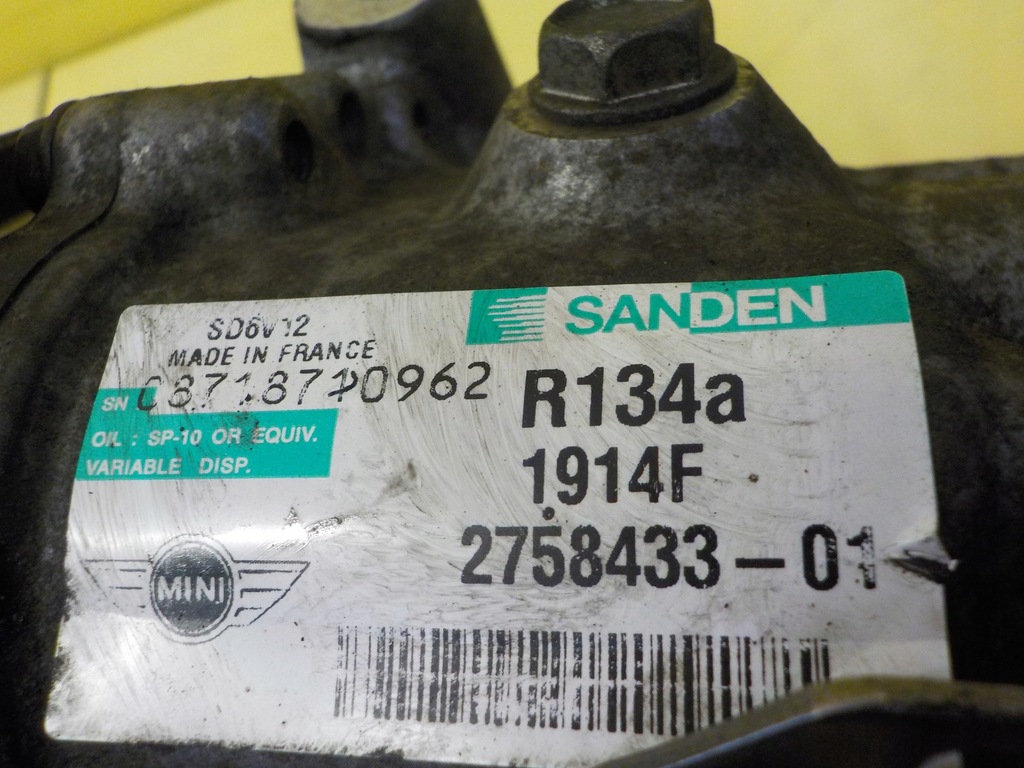 SANDEN
SD6V12
MADE IN FRANCE
SN
R134a
OIL : SP-10 OR EQUIV.
VARIABLE DISP.
1914F
2758433-01
MINI